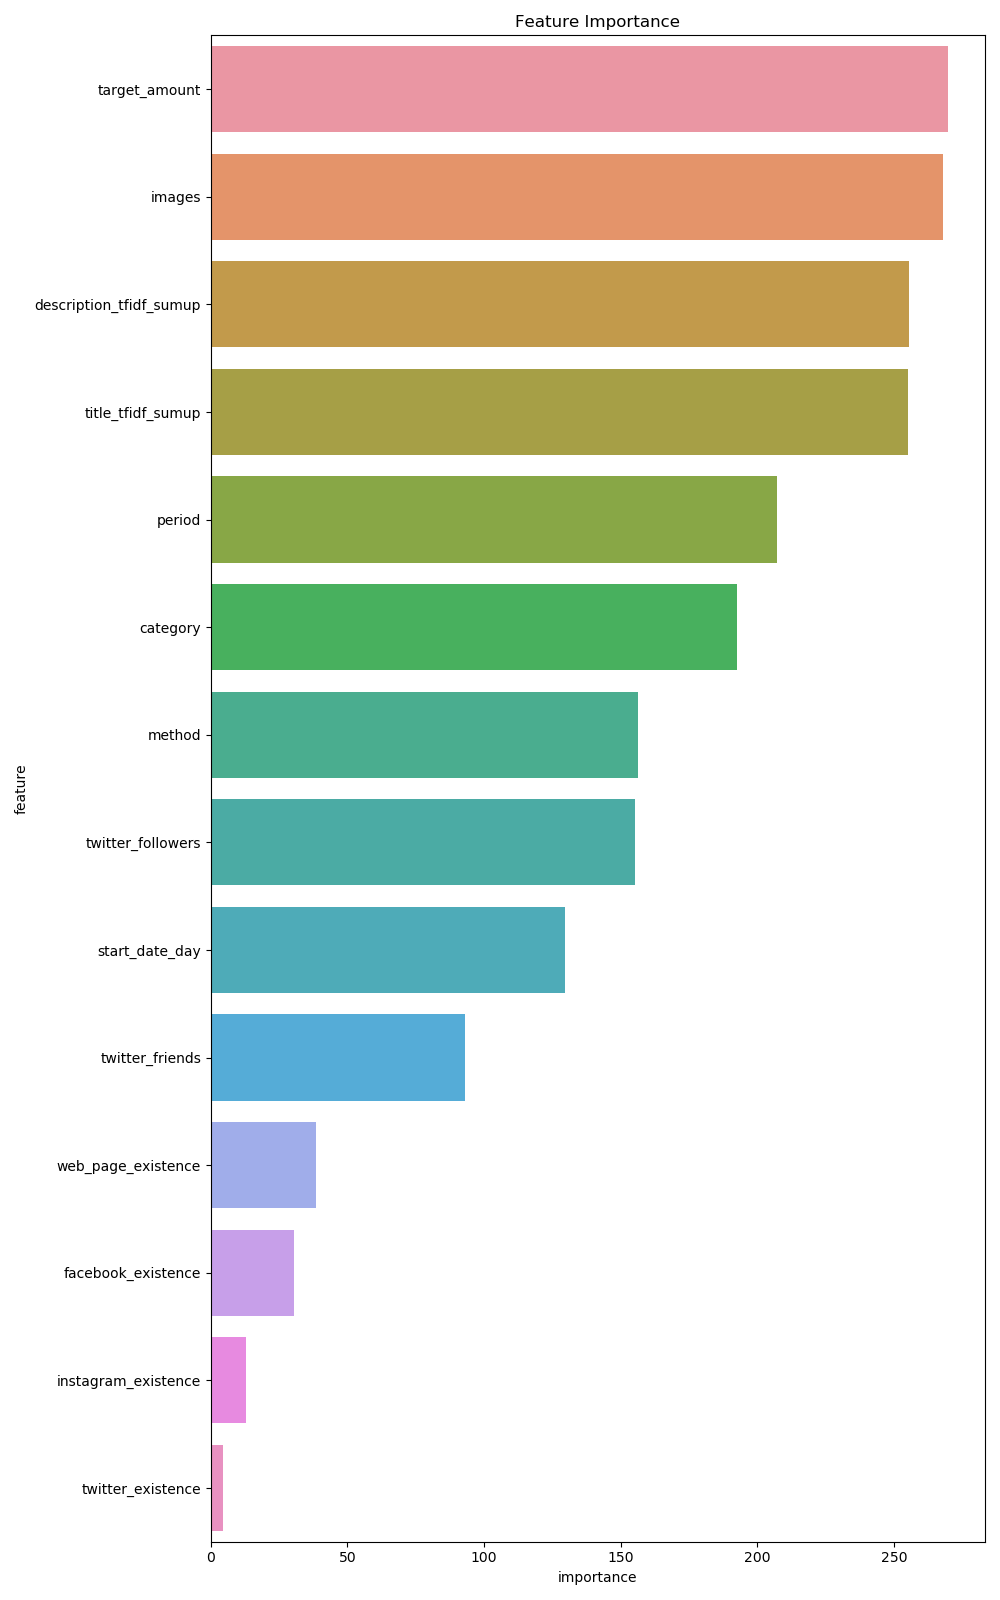 Feature Importance
target_amount
images
description_tfidf_sumup
title_tfidf_sumup
period
category
method
twitter_followers
start_date_day
twitter_friends
web_page_existence
facebook_existence
instagram_existence
twitter_existence
feature
0 50 100 150 200 250
importance